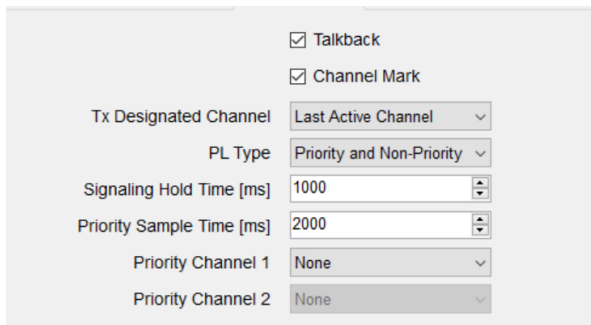 Talkback
Channel Mark
Tx Designated Channel Last Active Channel
PL Type Priority and Non-Priority
Signaling Hold Time [ms] 1000
Priority Sample Time [ms] 2000
Priority Channel 1 None
Priority Channel 2 None